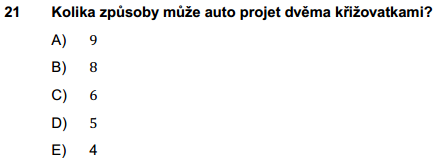 21 Kolika způsoby může auto projet dvěma křižovatkami?
A) 9
B) 8
C) 6
D) 5
E) 4